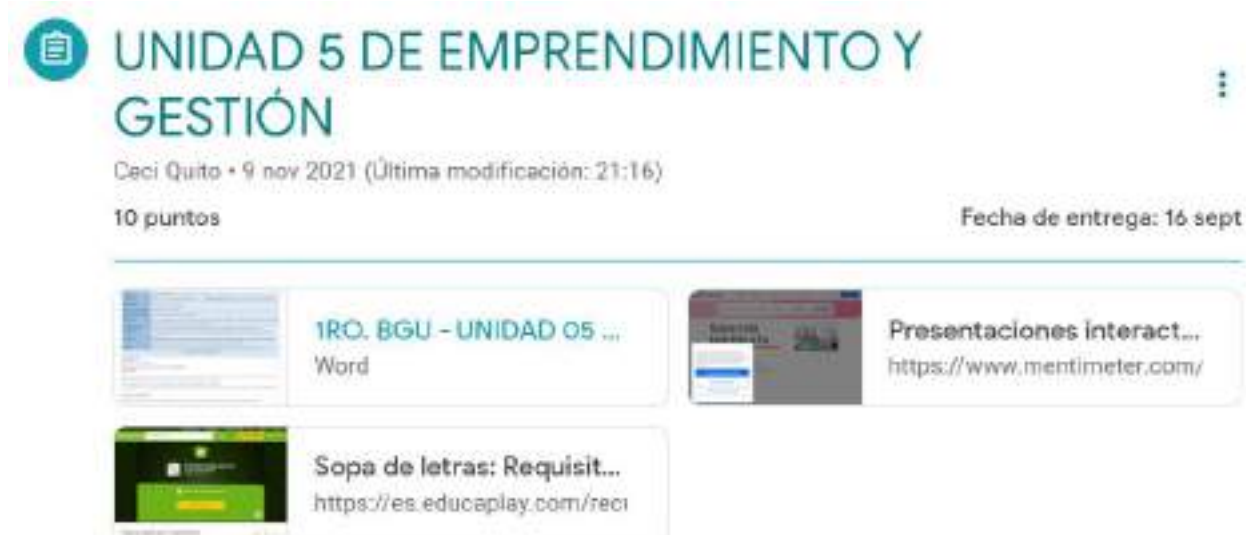 UNIDAD 5 DE EMPRENDIMIENTO Y
GESTIÓN
Ceci Quito • 9 nov 2021 (Última modificación: 21:16)
10 puntos
Fecha de entrega: 16 sept
1RO. BGU - UNIDAD 05 ...
Word
Presentaciones interact...
https://www.mentimeter.com/
Sopa de letras: Requisit...
https://es.educaplay.com/recu